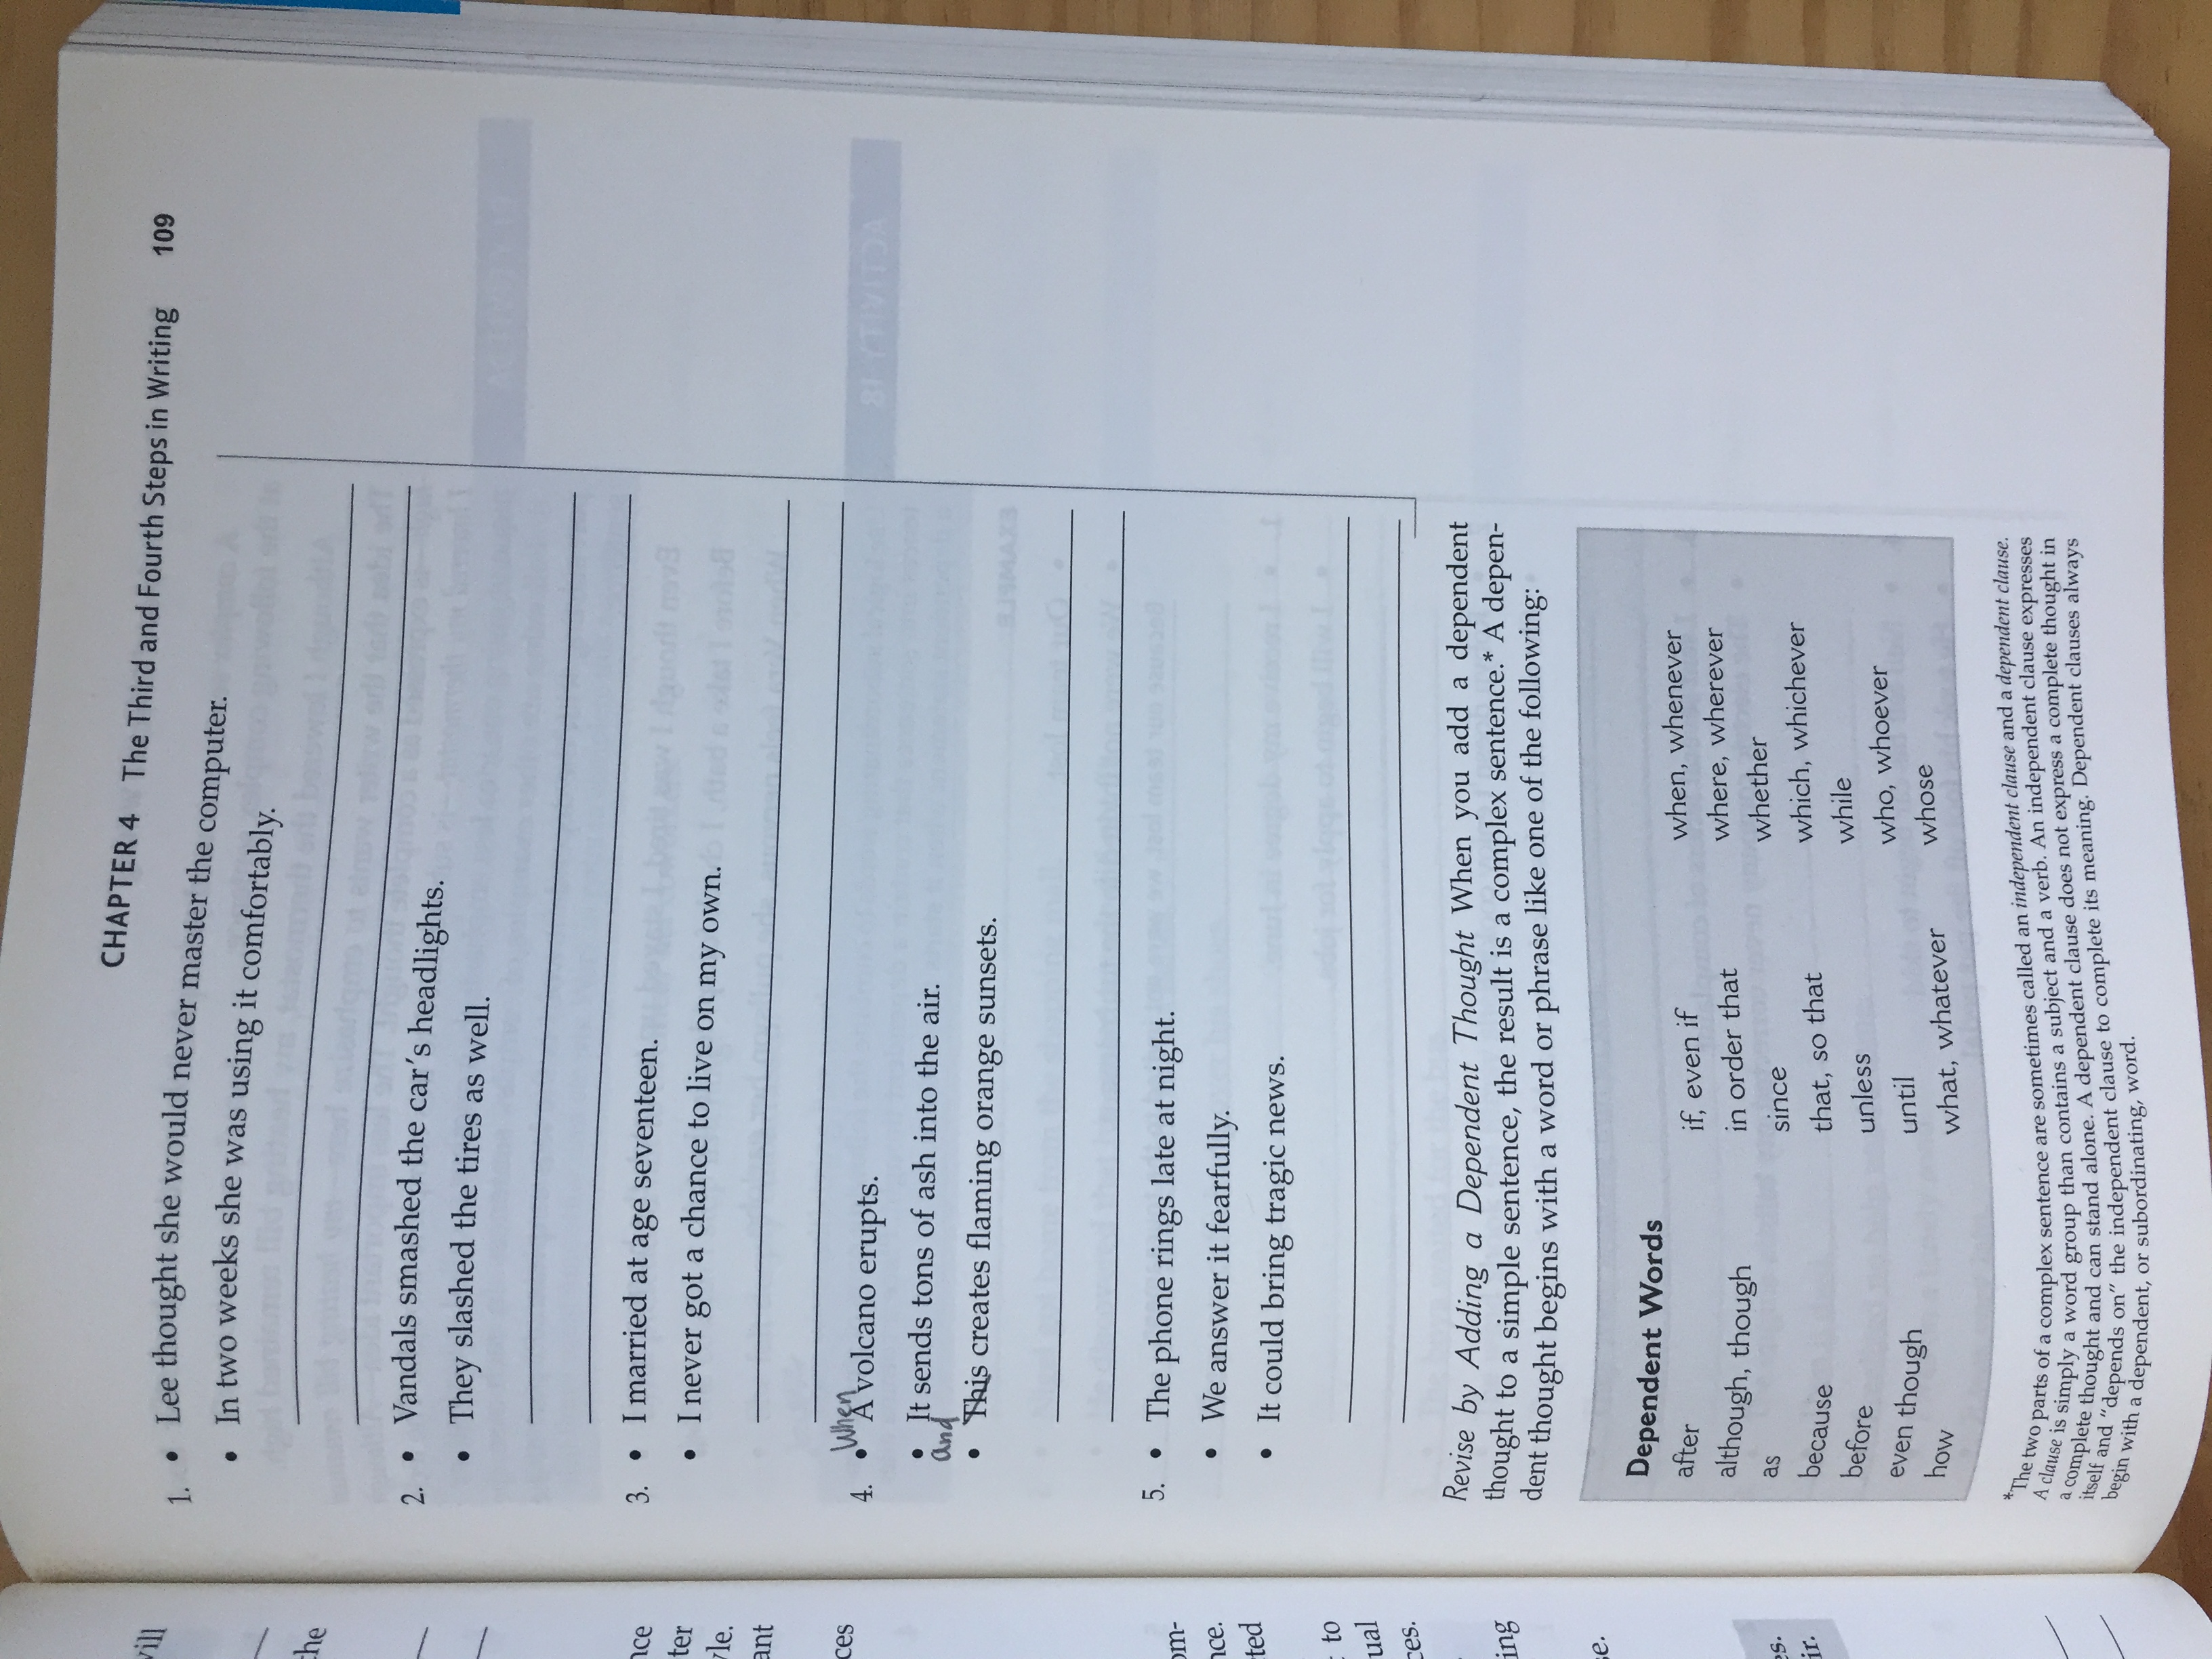 CHAPTER 4 The Third and Fourth Steps in Writing 109
1. • Lee thought she would never master the computer.
• In two weeks she was using it comfortably.
2. • Vandals smashed the car's headlights.
• They slashed the tires as well.
3. • I married at age seventeen.
• I never got a chance to live on my own.
When
4. • A volcano erupts.
• It sends tons of ash into the air.
and
• This creates flaming orange sunsets.
5. • The phone rings late at night.
• We answer it fearfully.
• It could bring tragic news.
Revise by Adding a Dependent Thought When you add a dependent
thought to a simple sentence, the result is a complex sentence.* A depen-
dent thought begins with a word or phrase like one of the following:
Dependent Words
after if, even if when, whenever
although, though in order that where, wherever
as since whether
because that, so that which, whichever
before unless while
even though until who, whoever
how what, whatever whose
*The two parts of a complex sentence are sometimes called an independent clause and a dependent clause.
A clause is simply a word group than contains a subject and a verb. An independent clause expresses
a complete thought and can stand alone. A dependent clause does not express a complete thought in
itself and "depends on" the independent clause to complete its meaning. Dependent clauses always
begin with a dependent, or subordinating, word.